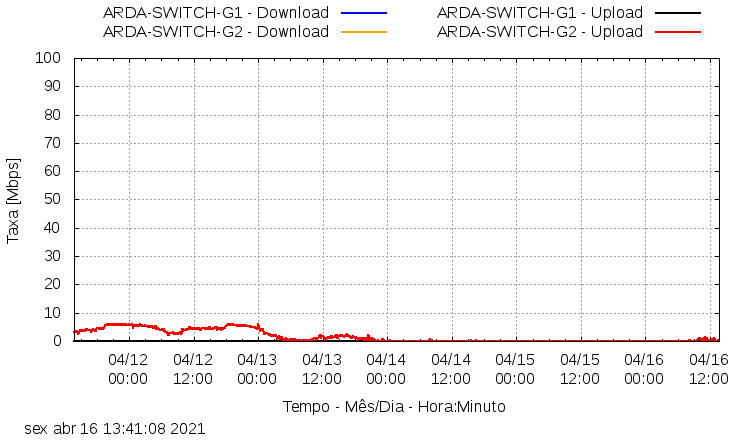 ARDA-SWITCH-G1 - Download ARDA-SWITCH-G1 - Upload
ARDA-SWITCH-G2 - Download ARDA-SWITCH-G2 - Upload
100
90
80
70
60
50
40
30
20
10
0
Taxa [Mbps]
04/12 04/12 04/13 04/13 04/14 04/14 04/15 04/15 04/16 04/16
00:00 12:00 00:00 12:00 00:00 12:00 00:00 12:00 00:00 12:00
Tempo - Mês/Dia - Hora:Minuto
sex abr 16 13:41:08 2021